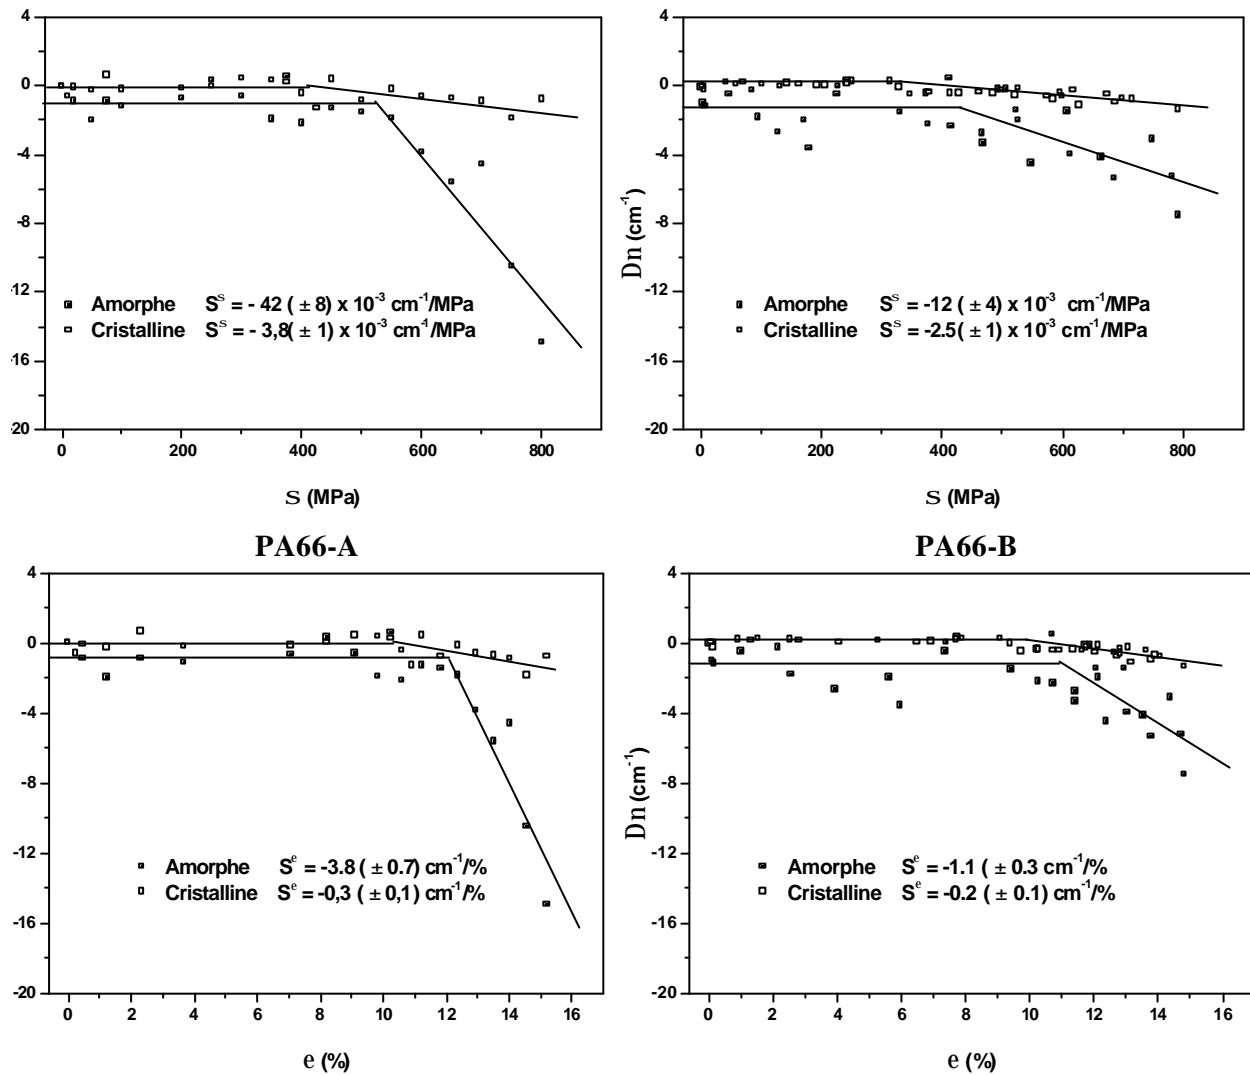 4
0
-4
-8
-12
-16
-20
Amorphe S^s = - 42 ( ± 8) x 10^-3 cm^-1/MPa
Cristalline S^s = - 3,8( ± 1) x 10^-3 cm^-1/MPa
0 200 400 600 800
s (MPa)
PA66-A
4
0
-4
-8
-12
-16
-20
Dn (cm^-1)
Amorphe S^s = -12 ( ± 4) x 10^-3 cm^-1/MPa
Cristalline S^s = -2.5( ± 1) x 10^-3 cm^-1/MPa
0 200 400 600 800
s (MPa)
PA66-B
4
0
-4
-8
-12
-16
-20
Amorphe S^e = -3.8 ( ± 0.7) cm^-1/%
Cristalline S^e = -0,3 ( ± 0,1) cm^-1/%
0 2 4 6 8 10 12 14 16
e (%)
4
0
-4
-8
-12
-16
-20
Dn (cm^-1)
Amorphe S^e = -1.1 ( ± 0.3 cm^-1/%
Cristalline S^e = -0.2 ( ± 0.1) cm^-1/%
0 2 4 6 8 10 12 14 16
e (%)